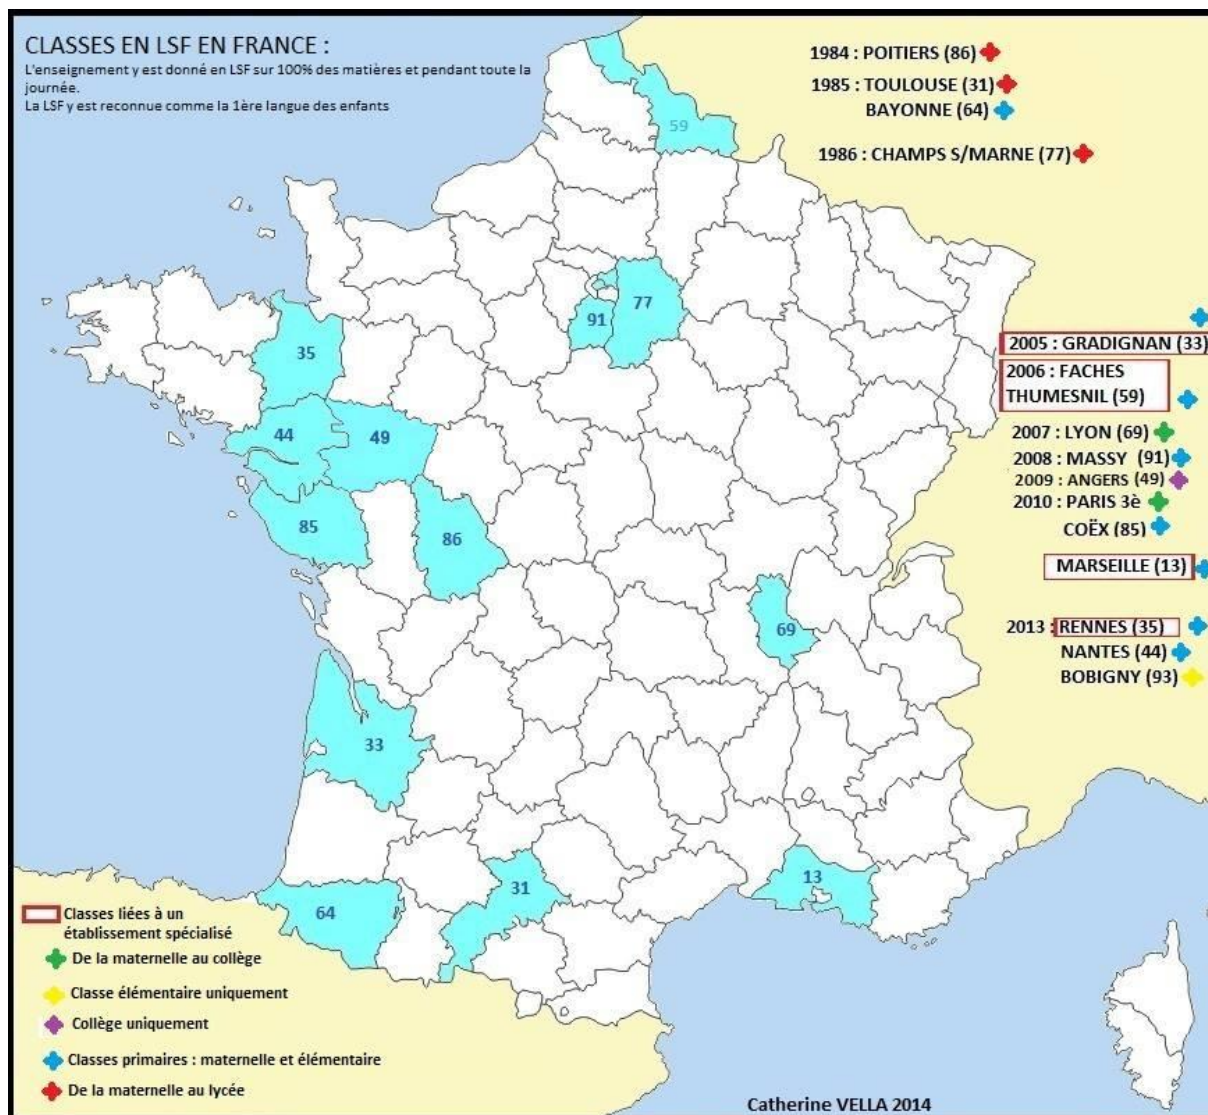 CLASSES EN LSF EN FRANCE :
L'enseignement y est donné en LSF sur 100% des matières et pendant toute la
journée.
La LSF y est reconnue comme la 1ère langue des enfants
1984 : POITIERS (86)
1985 : TOULOUSE (31)
BAYONNE (64)
1986 : CHAMPS S/MARNE (77)
59
77
91
35
44
49
85
86
69
33
31
64
13
2005 : GRADIGNAN (33)
2006 : FACHES
THUMESNIL (59)
2007 : LYON (69)
2008 : MASSY (91)
2009 : ANGERS (49)
2010 : PARIS 3è
COËX (85)
MARSEILLE (13)
2013 : RENNES (35)
NANTES (44)
BOBIGNY (93)
Classes liées à un
établissement spécialisé
De la maternelle au collège
Classe élémentaire uniquement
Collège uniquement
Classes primaires : maternelle et élémentaire
De la maternelle au lycée
Catherine VELLA 2014